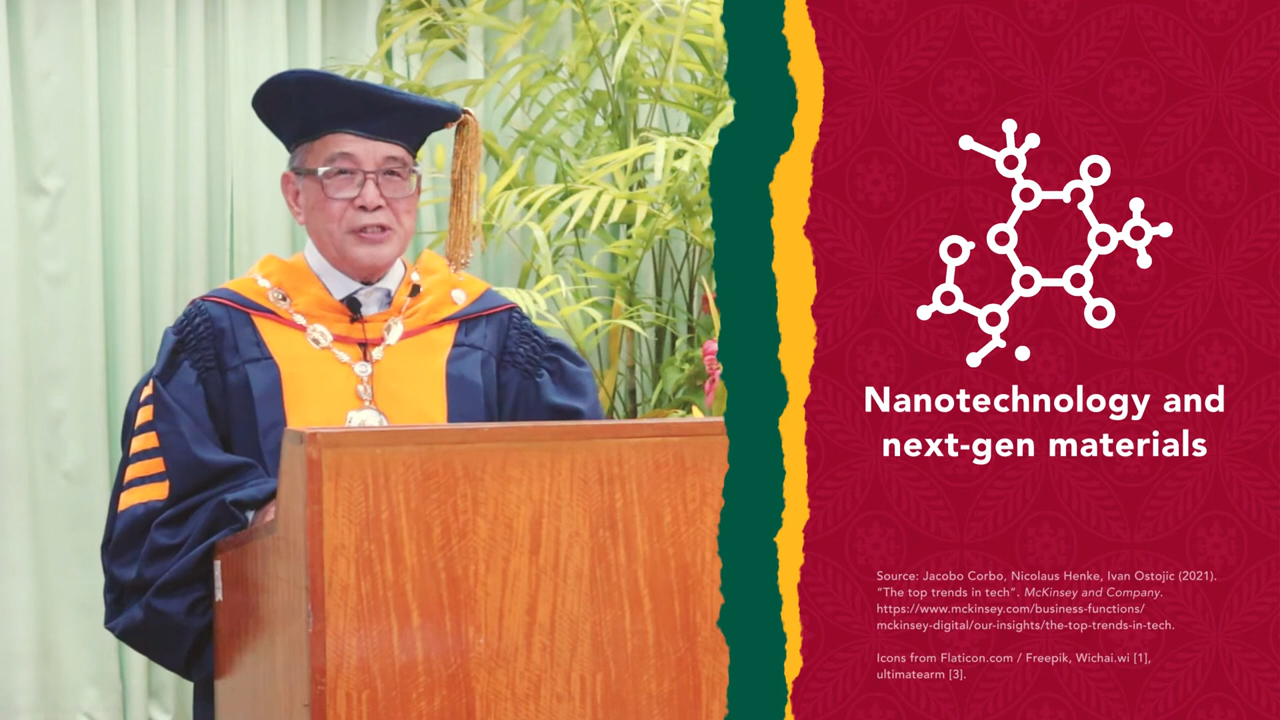 Nanotechnology and
next-gen materials
Source: Jacobo Corbo, Nicolaus Henke, Ivan Ostojic (2021).
"The top trends in tech". McKinsey and Company.
https://www.mckinsey.com/business-functions/
mckinsey-digital/our-insights/the-top-trends-in-tech.
Icons from Flaticon.com / Freepik, Wichai.wi [1],
ultimatearm [3].